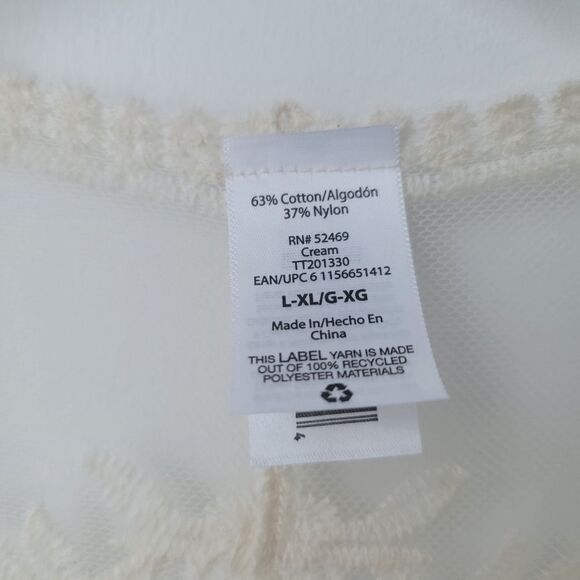 63% Cotton/Algodón
37% Nylon
RN# 52469
Cream
TT201330
EAN/UPC 6 1156651412
L-XL/G-XG
Made In/Hecho En
China
THIS LABEL YARN IS MADE
OUT OF 100% RECYCLED
POLYESTER MATERIALS
4